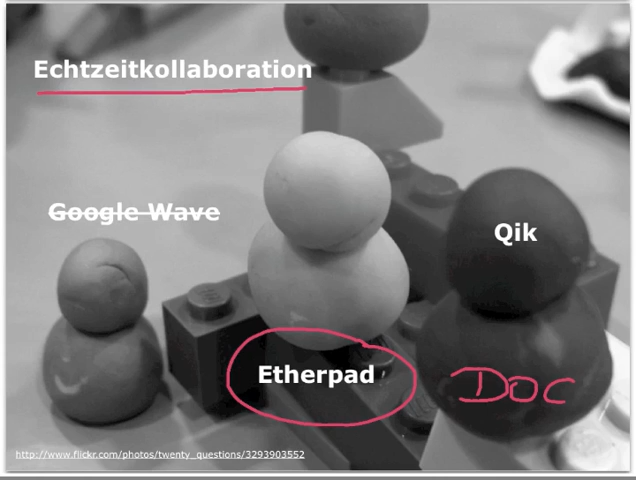 Echtzeitkollaboration
Google Wave
Qik
Etherpad
DOC
http://www.flickr.com/photos/twenty_questions/3293903552